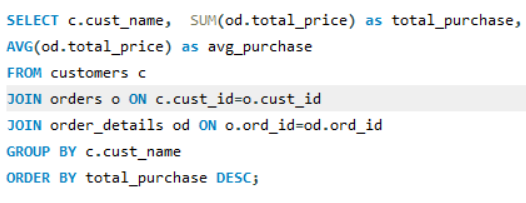 SELECT c.cust_name,  SUM(od.total_price) as total_purchase,
AVG(od.total_price) as avg_purchase
FROM customers c
JOIN orders o ON c.cust_id=o.cust_id
JOIN order_details od ON o.ord_id=od.ord_id
GROUP BY c.cust_name
ORDER BY total_purchase DESC;